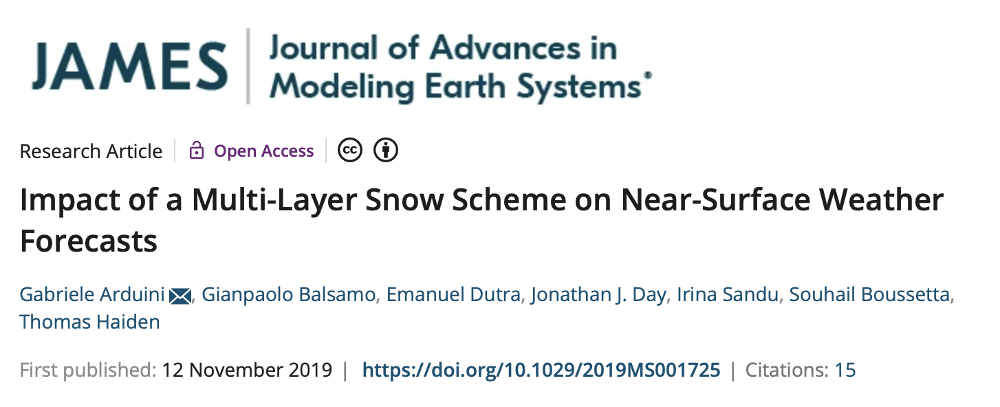 JAMES | Journal of Advances in
Modeling Earth Systems®
Research Article | Open Access | cc
Impact of a Multi-Layer Snow Scheme on Near-Surface Weather
Forecasts
Gabriele Arduini, Gianpaolo Balsamo, Emanuel Dutra, Jonathan J. Day, Irina Sandu, Souhail Boussetta,
Thomas Haiden
First published: 12 November 2019 | https://doi.org/10.1029/2019MS001725 | Citations: 15